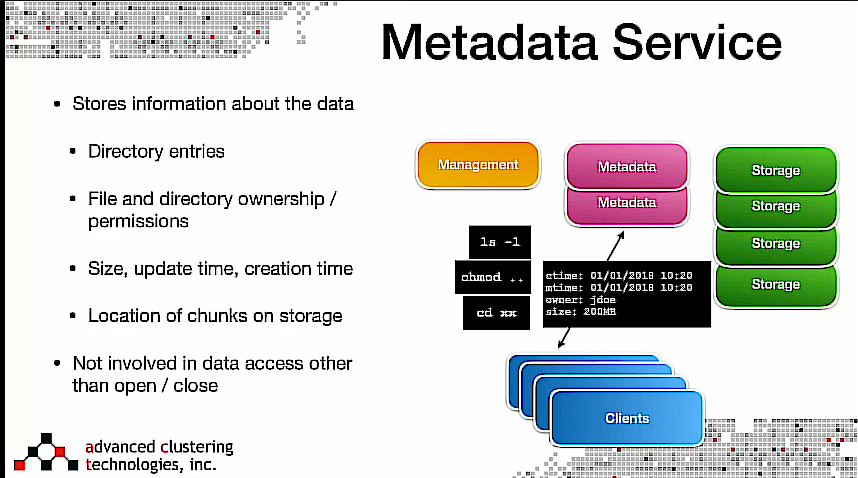 Metadata Service
• Stores information about the data
• Directory entries
• File and directory ownership /
permissions
• Size, update time, creation time
• Location of chunks on storage
• Not involved in data access other
than open / close
Management
Metadata
Metadata
Storage
Storage
Storage
Storage
ls -l
chmod ..
cd xx
ctime: 01/01/2018 10:20
mtime: 01/01/2018 10:20
owner: jdoe
size: 200MB
Clients
advanced clustering
technologies, inc.